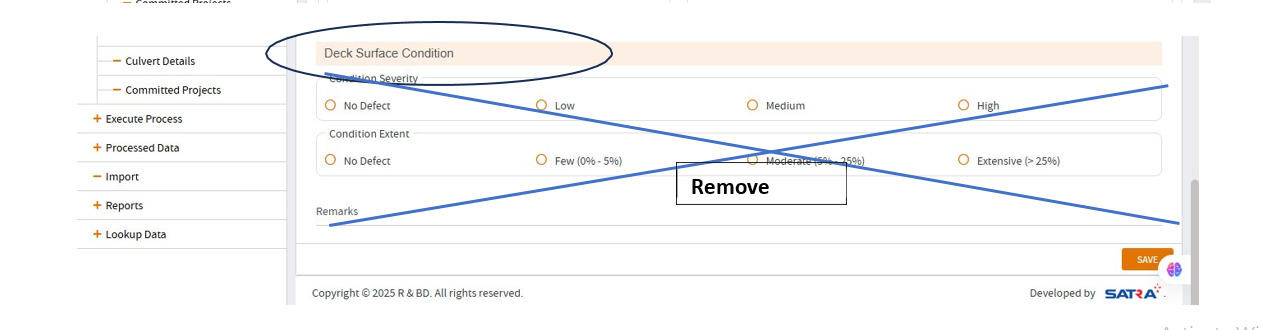 Committed Projects
Culvert Details
Committed Projects
Execute Process
Processed Data
Import
Reports
Lookup Data
Deck Surface Condition
Condition Severity
No Defect Low Medium High
Condition Extent
No Defect Few (0% - 5%) Moderate (5% - 25%) Extensive (> 25%)
Remove
Remarks
SAVE
Copyright © 2025 R & BD. All rights reserved.
Developed by SATRA